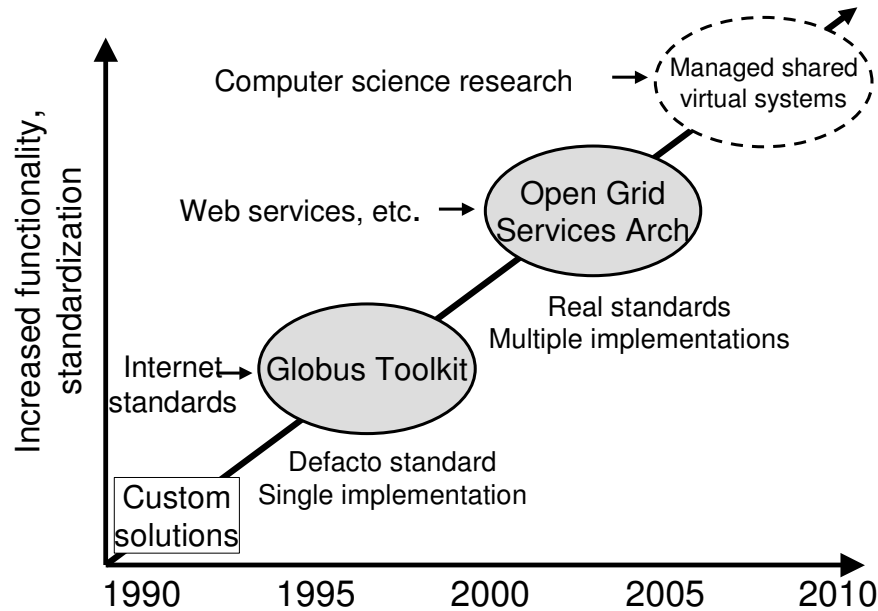 Increased functionality,
standardization
Computer science research
Managed shared
virtual systems
Web services, etc.
Open Grid
Services Arch
Real standards
Multiple implementations
Internet
standards
Globus Toolkit
Defacto standard
Single implementation
Custom
solutions
1990 1995 2000 2005 2010